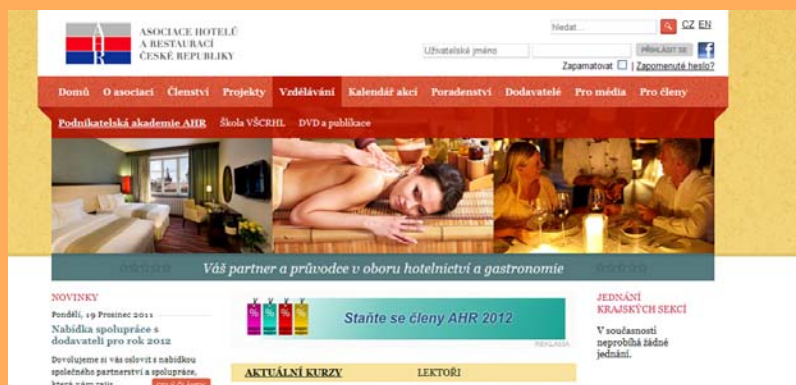 ASOCIACE HOTELŮ
A RESTAURACÍ
ČESKÉ REPUBLIKY
AHR
hledat...
CZ EN
Uživatelské jméno
PŘIHLÁSIT SE
Zapamatovat | Zapomenuté heslo?
Domů O asociaci Členství Projekty Vzdělávání Kalendář akcí Poradenství Dodavatelé Pro média Pro členy
Podnikatelská akademie AHR Škola VŠCRHL DVD a publikace
Váš partner a průvodce v oboru hotelnictví a gastronomie
NOVINKY
Pondělí, 19 Prosinec 2011
Nabídka spolupráce s
dodavateli pro rok 2012
Dovolujeme si vás oslovit s nabídkou
společného partnerství a spolupráce,
která vám zajis
% % % %
Staňte se členy AHR 2012
REKLAMA
AKTUÁLNÍ KURZY LEKTOŘI
JEDNÁNÍ
KRAJSKÝCH SEKCÍ
V současnosti
neprobíhá žádné
jednání.